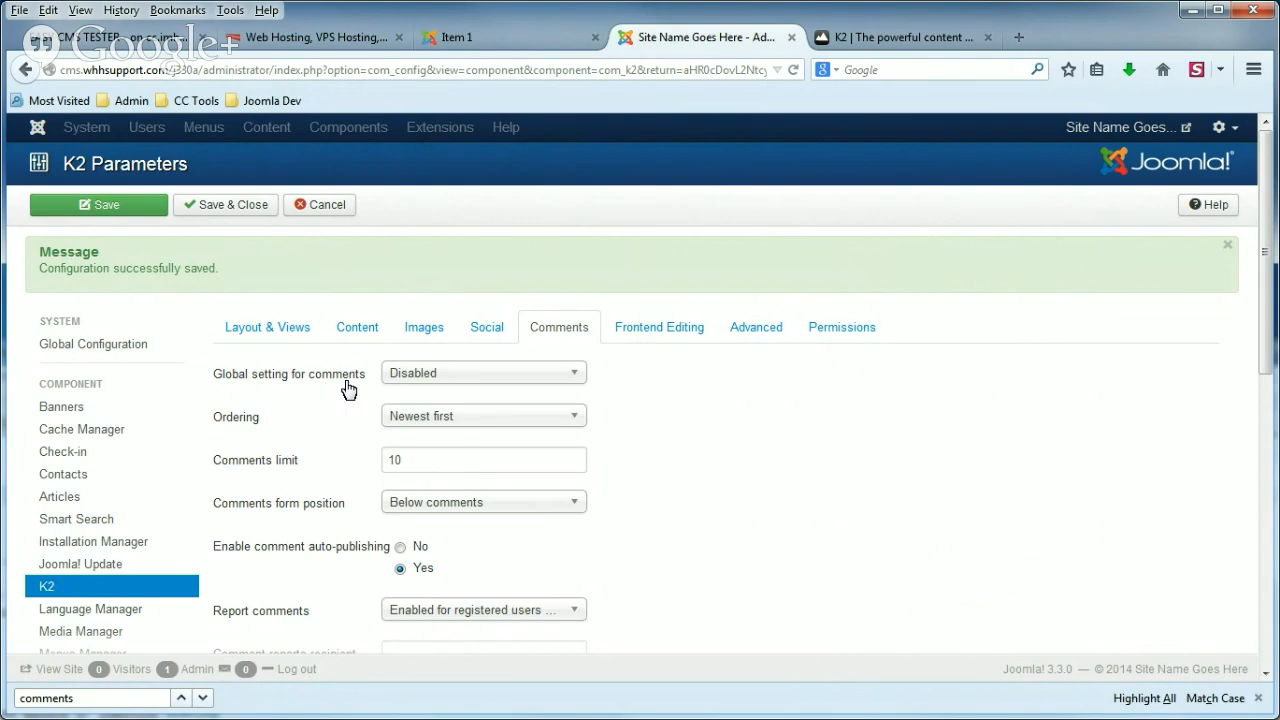 File Edit View History Bookmarks Tools Help
Google+
Web Hosting, VPS Hosting,... × Item 1 × Site Name Goes Here - Ad... × K2 | The powerful content ... × +
Google
Most Visited Admin CC Tools Joomla Dev
System Users Menus Content Components Extensions Help Site Name Goes...
K2 Parameters Joomla!
Save Save & Close Cancel Help
Message ×
Configuration successfully saved.
SYSTEM
Layout & Views Content Images Social Comments Frontend Editing Advanced Permissions
Global Configuration
Global setting for comments Disabled
COMPONENT
Banners
Ordering Newest first
Cache Manager
Check-in
Comments limit 10
Contacts
Articles
Comments form position Below comments
Smart Search
Installation Manager
Enable comment auto-publishing No
Joomla! Update
Yes
K2
Language Manager
Report comments Enabled for registered users ...
Media Manager
Menus Manager
Comment reports recipient
View Site 0 Visitors 1 Admin 0 Log out Joomla! 3.3.0 — © 2014 Site Name Goes Here
comments Highlight All Match Case ×